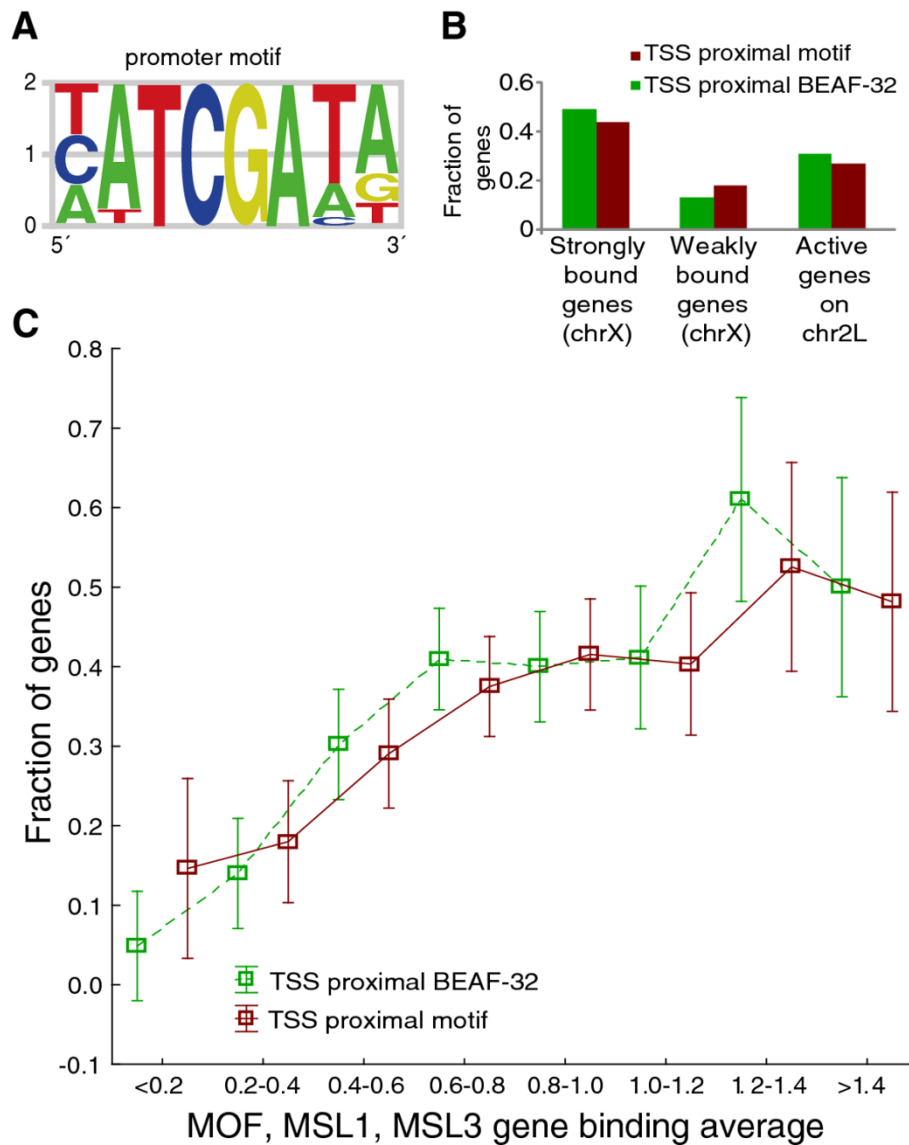 A
promoter motif
2
1
0
T
C
A
A
T
T
C
G
A
T
A
C
A
G
T
5´
3´
B
TSS proximal motif
TSS proximal BEAF-32
Fraction of
genes
0.6
0.4
0.2
0
Strongly
bound
genes
(chrX)
Weakly
bound
genes
(chrX)
Active
genes
on
chr2L
C
Fraction of genes
0.8
0.7
0.6
0.5
0.4
0.3
0.2
0.1
0.0
-0.1
TSS proximal BEAF-32
TSS proximal motif
<0.2 0.2-0.4 0.4-0.6 0.6-0.8 0.8-1.0 1.0-1.2 1.2-1.4 >1.4
MOF, MSL1, MSL3 gene binding average